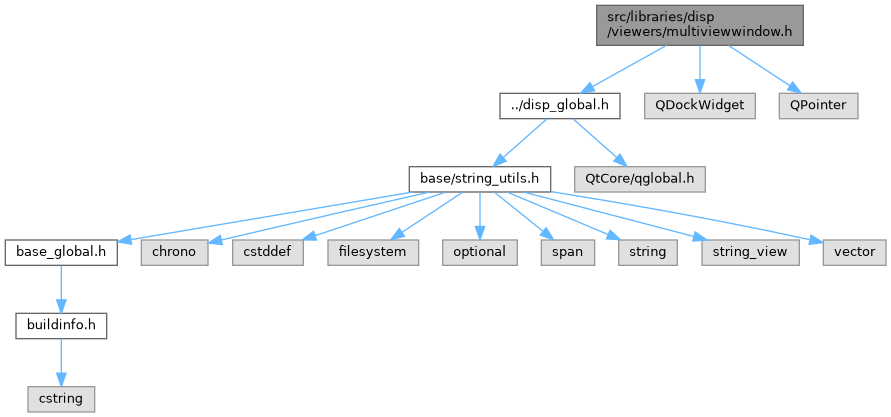 src/libraries/disp
/viewers/multiviewwindow.h
../disp_global.h
QDockWidget
QPointer
base/string_utils.h
QtCore/qglobal.h
base_global.h
chrono
cstddef
filesystem
optional
span
string
string_view
vector
buildinfo.h
cstring